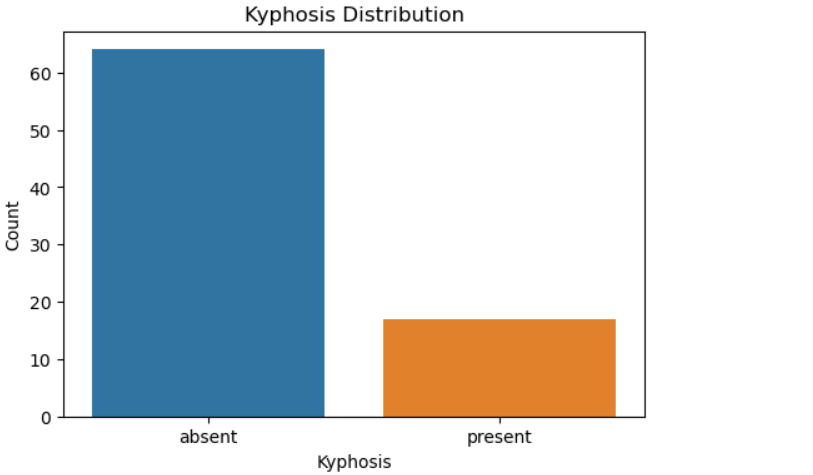 Kyphosis Distribution
Count
60
50
40
30
20
10
0
absent present
Kyphosis